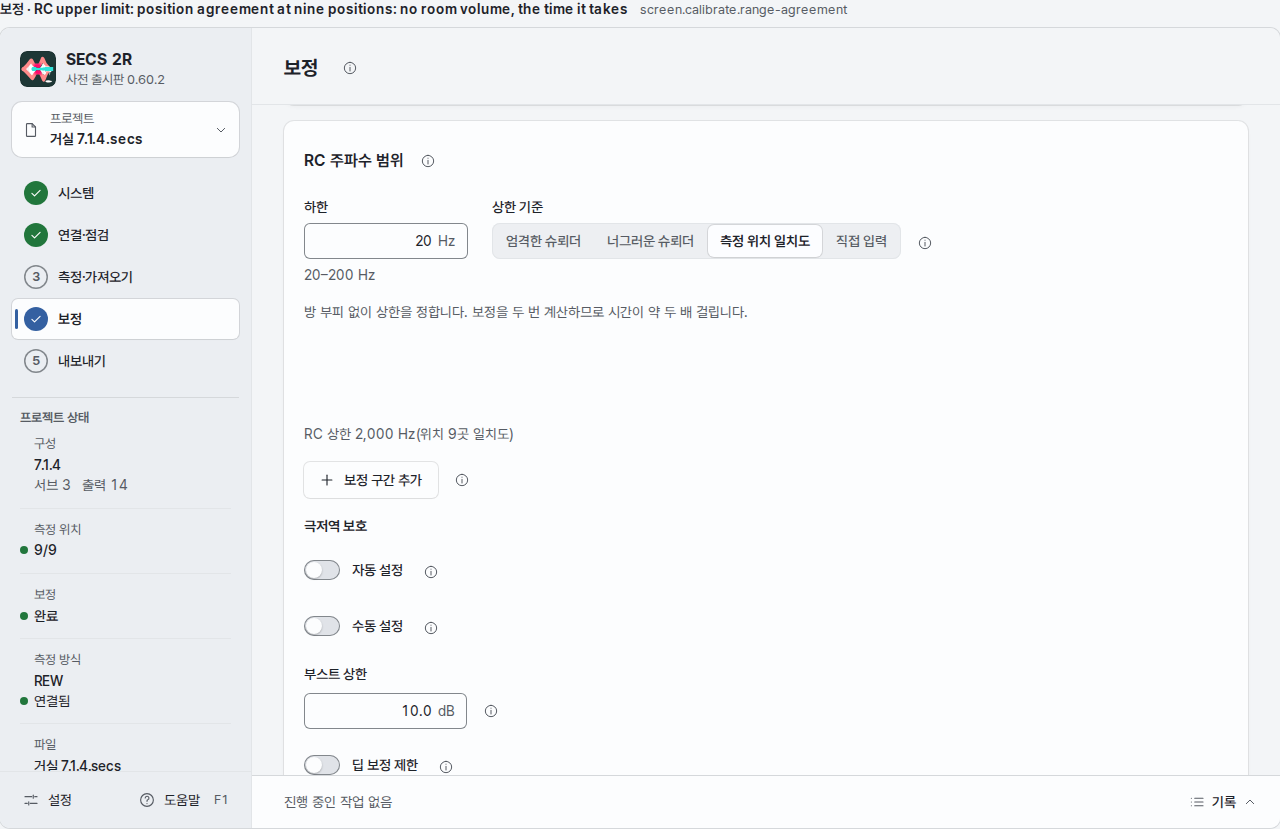 보정 · RC upper limit: position agreement at nine positions: no room volume, the time it takes screen.calibrate.range-agreement
SECS 2R
사전 출시판 0.60.2
프로젝트
거실 7.1.4.secs
시스템
연결·점검
3 측정·가져오기
보정
5 내보내기
프로젝트 상태
구성
7.1.4
서브 3 출력 14
측정 위치
9/9
보정
완료
측정 방식
REW
연결됨
파일
거실 7.1.4.secs
설정
도움말 F1
보정
RC 주파수 범위
하한
상한 기준
20 Hz
엄격한 슈뢰더 너그러운 슈뢰더 측정 위치 일치도 직접 입력
20–200 Hz
방 부피 없이 상한을 정합니다. 보정을 두 번 계산하므로 시간이 약 두 배 걸립니다.
RC 상한 2,000 Hz(위치 9곳 일치도)
보정 구간 추가
극저역 보호
자동 설정
수동 설정
부스트 상한
10.0 dB
딥 보정 제한
진행 중인 작업 없음
기록